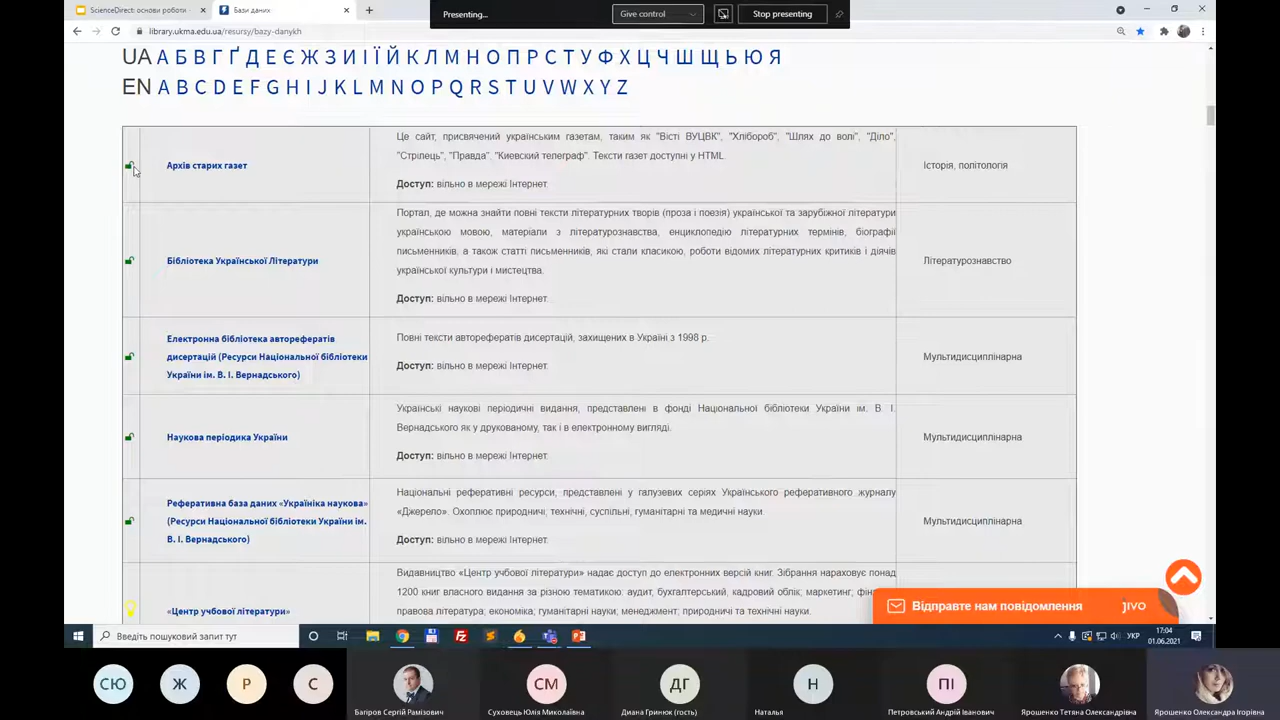 ScienceDirect: основи роботи
Бази даних
Presenting...
Give control
Stop presenting
library.ukma.edu.ua/resursy/bazy-danykh
UA А Б В Г Ґ Д Е Є Ж З И І Ї Й К Л М Н О П Р С Т У Ф Х Ц Ч Ш Щ Ь Ю Я
EN A B C D E F G H I J K L M N O P Q R S T U V W X Y Z
Архів старих газет
Це сайт, присвячений українським газетам, таким як "Вісті ВУЦВК", "Хлібороб", "Шлях до волі", "Діло",
"Стрілець", "Правда", "Киевский телеграф". Тексти газет доступні у HTML.
Доступ: вільно в мережі Інтернет.
Історія, політологія
Бібліотека Української Літератури
Портал, де можна знайти повні тексти літературних творів (проза і поезія) української та зарубіжної літератури
українською мовою, матеріали з літературознавства, енциклопедію літературних термінів, біографії
письменників, а також статті письменників, які стали класикою, роботи відомих літературних критиків і діячів
української культури і мистецтва.
Доступ: вільно в мережі Інтернет.
Літературознавство
Електронна бібліотека авторефератів
дисертацій (Ресурси Національної бібліотеки
України ім. В. І. Вернадського)
Повні тексти авторефератів дисертацій, захищених в Україні з 1998 р.
Доступ: вільно в мережі Інтернет.
Мультидисциплінарна
Наукова періодика України
Українські наукові періодичні видання, представлені в фонді Національної бібліотеки України ім. В. І.
Вернадського як у друкованому, так і в електронному вигляді.
Доступ: вільно в мережі Інтернет.
Мультидисциплінарна
Реферативна база даних «Україніка наукова»
(Ресурси Національної бібліотеки України ім.
В. І. Вернадського)
Національні реферативні ресурси, представлені у галузевих серіях Українського реферативного журналу
«Джерело». Охоплює природничі, технічні, суспільні, гуманітарні та медичні науки.
Доступ: вільно в мережі Інтернет.
Мультидисциплінарна
«Центр учбової літератури»
Видавництво «Центр учбової літератури» надає доступ до електронних версій книг. Зібрання нараховує понад
1200 книг власного видання за різною тематикою: аудит, бухгалтерський, кадровий облік; маркетинг;
правова література; економіка; гуманітарні науки; менеджмент; природничі та технічні науки.
Відправте нам повідомлення
jivo
Введіть пошуковий запит тут
УКР
17:04
01.06.2021
СЮ
Ж
Р
С
СМ
ДГ
Н
ПІ
Багіров Сергій Рамізович
Суховець Юлія Миколаївна
Диана Гринюк (гость)
Наталья
Петровський Андрій Іванович
Ярошенко Тетяна Олександрівна
Ярошенко Олександра Ігорівна